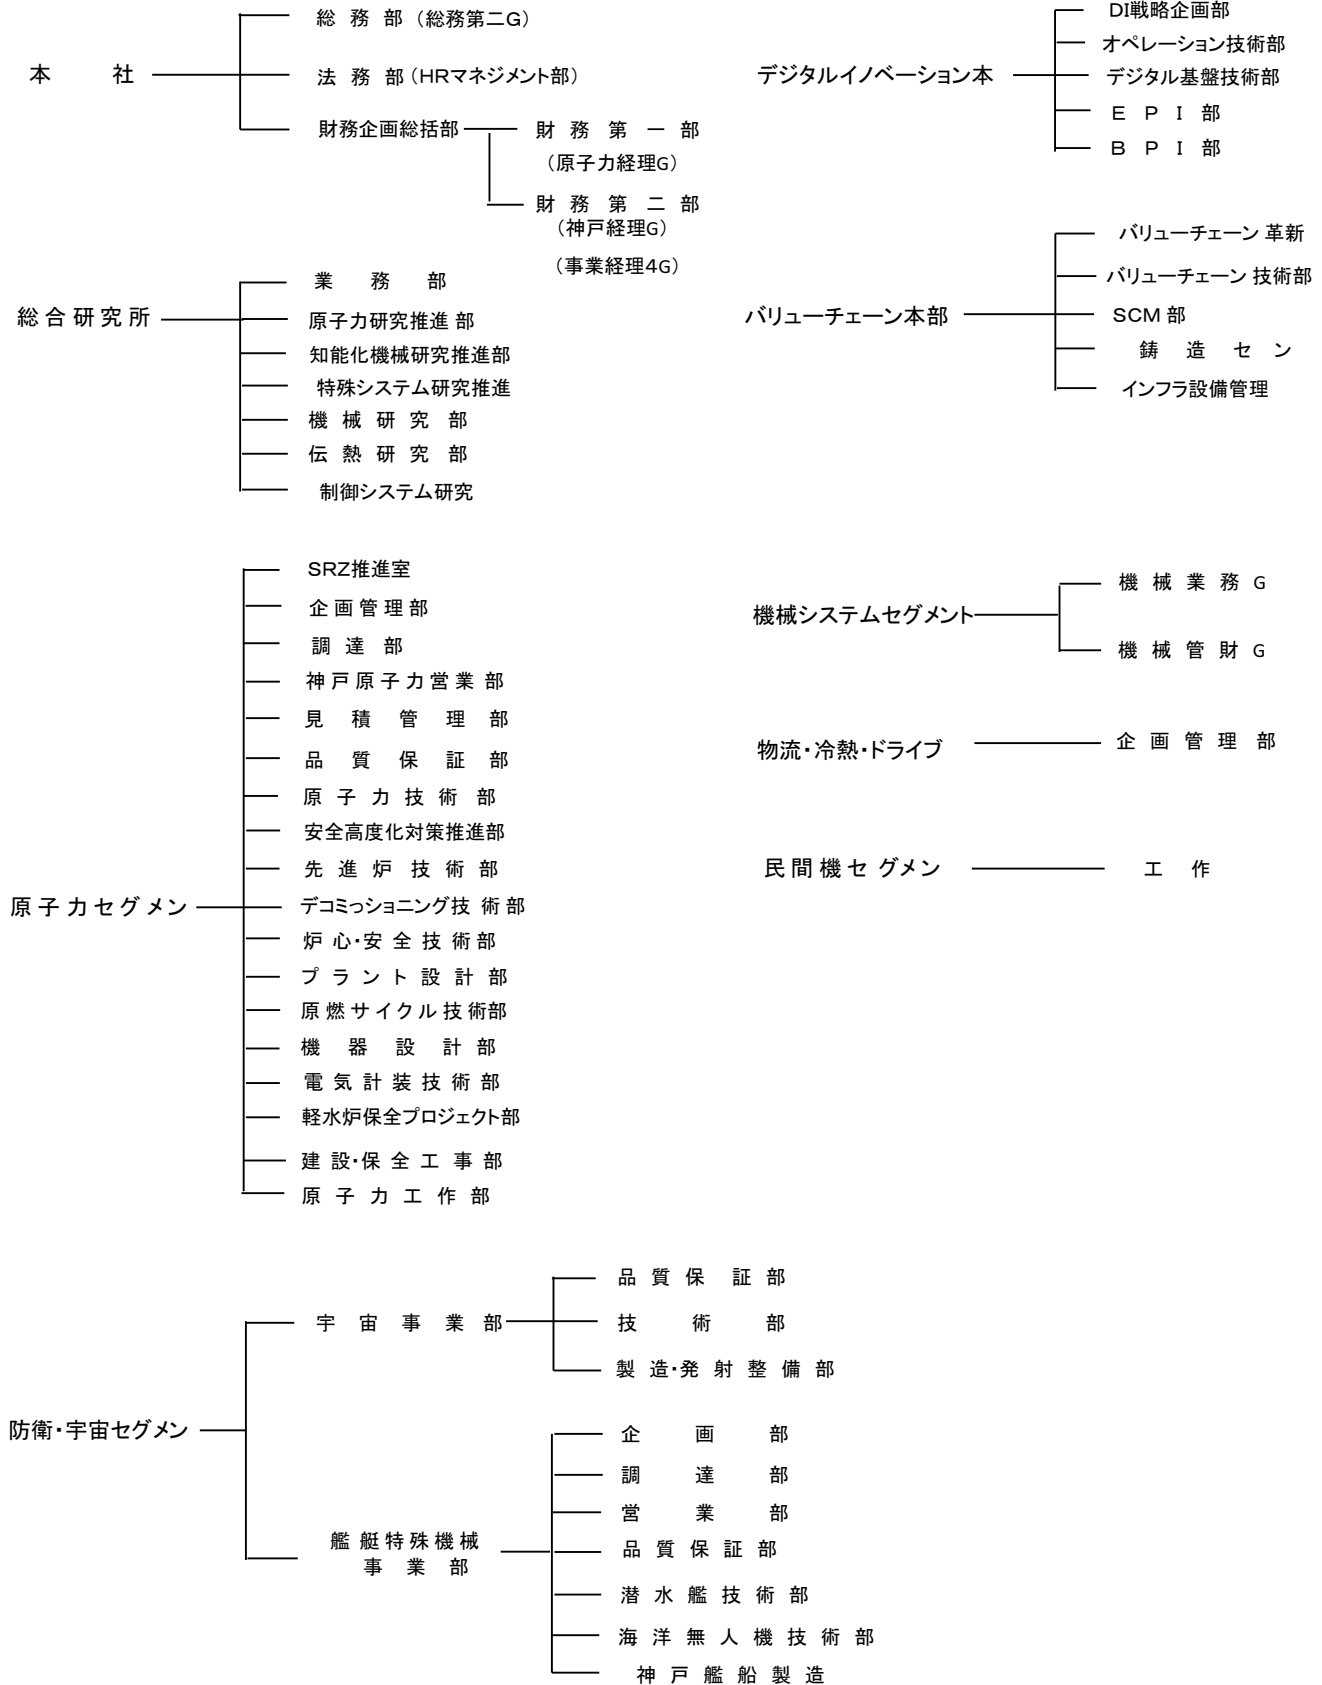 総務部（総務第二G）
本社
法務部（HRマネジメント部）
財務企画総括部
財務第一部
（原子力経理G）
財務第二部
（神戸経理G）
（事業経理4G）
総合研究所
業務部
原子力研究推進部
知能化機械研究推進部
特殊システム研究推進
機械研究部
伝熱研究部
制御システム研究
原子力セグメン
SRZ推進室
企画管理部
調達部
神戸原子力営業部
見積管理部
品質保証部
原子力技術部
安全高度化対策推進部
先進炉技術部
デコミっショニング技術部
炉心・安全技術部
プラント設計部
原燃サイクル技術部
機器設計部
電気計装技術部
軽水炉保全プロジェクト部
建設・保全工事部
原子力工作部
防衛・宇宙セグメン
宇宙事業部
品質保証部
技術部
製造・発射整備部
艦艇特殊機械
事業部
企画部
調達部
営業部
品質保証部
潜水艦技術部
海洋無人機技術部
神戸艦船製造
デジタルイノベーション本
DI戦略企画部
オペレーション技術部
デジタル基盤技術部
ＥＰＩ部
ＢＰＩ部
バリューチェーン本部
バリューチェーン 革新
バリューチェーン 技術部
SCM 部
鋳造セン
インフラ設備管理
機械システムセグメント
機械業務G
機械管財G
物流・冷熱・ドライブ
企画管理部
民間機セグメン
工作